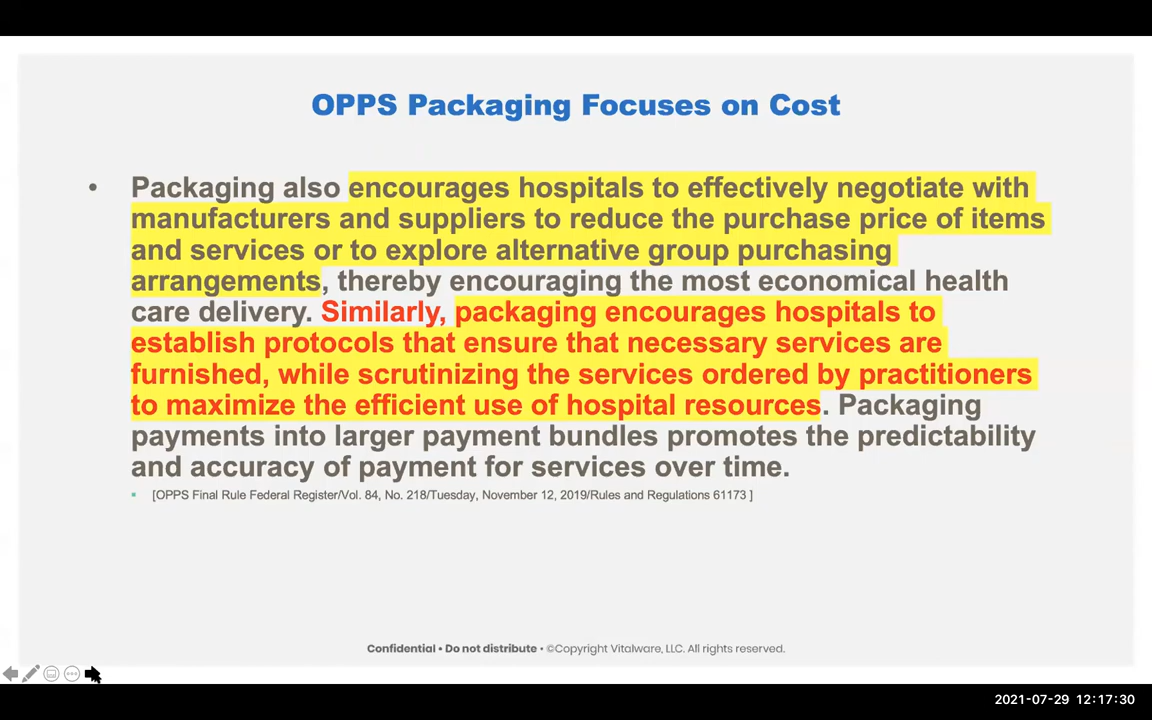 OPPS Packaging Focuses on Cost
• Packaging also encourages hospitals to effectively negotiate with
manufacturers and suppliers to reduce the purchase price of items
and services or to explore alternative group purchasing
arrangements, thereby encouraging the most economical health
care delivery. Similarly, packaging encourages hospitals to
establish protocols that ensure that necessary services are
furnished, while scrutinizing the services ordered by practitioners
to maximize the efficient use of hospital resources. Packaging
payments into larger payment bundles promotes the predictability
and accuracy of payment for services over time.
▪ [OPPS Final Rule Federal Register/Vol. 84, No. 218/Tuesday, November 12, 2019/Rules and Regulations 61173 ]
Confidential • Do not distribute • ©Copyright Vitalware, LLC. All rights reserved.
2021-07-29 12:17:30